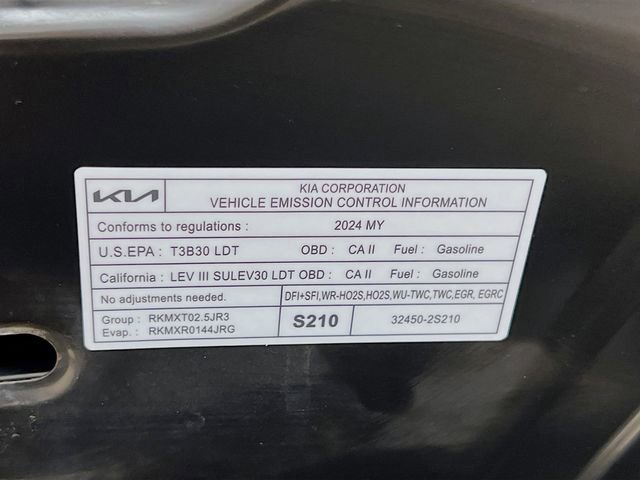 KIA
KIA CORPORATION
VEHICLE EMISSION CONTROL INFORMATION
Conforms to regulations : 2024 MY
U.S.EPA : T3B30 LDT OBD : CA II Fuel : Gasoline
California : LEV III SULEV30 LDT OBD : CA II Fuel : Gasoline
No adjustments needed. DFI+SFI,WR-HO2S,HO2S,WU-TWC,TWC,EGR, EGRC
Group : RKMXT02.5JR3
Evap. : RKMXR0144JRG
S210 32450-2S210